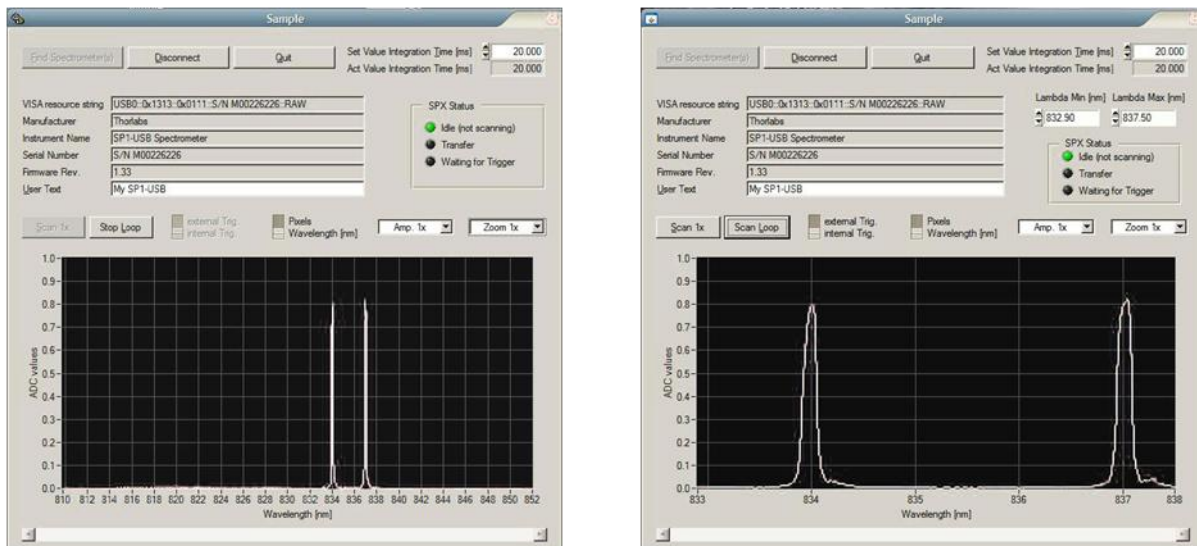 Sample
Find Spectrometer(s) Disconnect Quit
Set Value Integration Time [ms] 20.000
Act Value Integration Time [ms] 20.000
VISA resource string USB0::0x1313::0x0111::S/N M00226226::RAW
Manufacturer Thorlabs
Instrument Name SP1-USB Spectrometer
Serial Number S/N M00226226
Firmware Rev. 1.33
User Text My SP1-USB
SPX Status
Idle (not scanning)
Transfer
Waiting for Trigger
Scan 1x Stop Loop
external Trig.
internal Trig.
Pixels
Wavelength [nm]
Amp. 1x Zoom 1x
ADC values
1.0
0.9
0.8
0.7
0.6
0.5
0.4
0.3
0.2
0.1
0.0
810 812 814 816 818 820 822 824 826 828 830 832 834 836 838 840 842 844 846 848 850 852
Wavelength [nm]
Sample
Find Spectrometer(s) Disconnect Quit
Set Value Integration Time [ms] 20.000
Act Value Integration Time [ms] 20.000
VISA resource string USB0::0x1313::0x0111::S/N M00226226::RAW
Manufacturer Thorlabs
Instrument Name SP1-USB Spectrometer
Serial Number S/N M00226226
Firmware Rev. 1.33
User Text My SP1-USB
Lambda Min [nm] Lambda Max [nm]
832.90 837.50
SPX Status
Idle (not scanning)
Transfer
Waiting for Trigger
Scan 1x Scan Loop
external Trig.
internal Trig.
Pixels
Wavelength [nm]
Amp. 1x Zoom 1x
ADC values
1.0
0.9
0.8
0.7
0.6
0.5
0.4
0.3
0.2
0.1
0.0
833 834 835 836 837 838
Wavelength [nm]